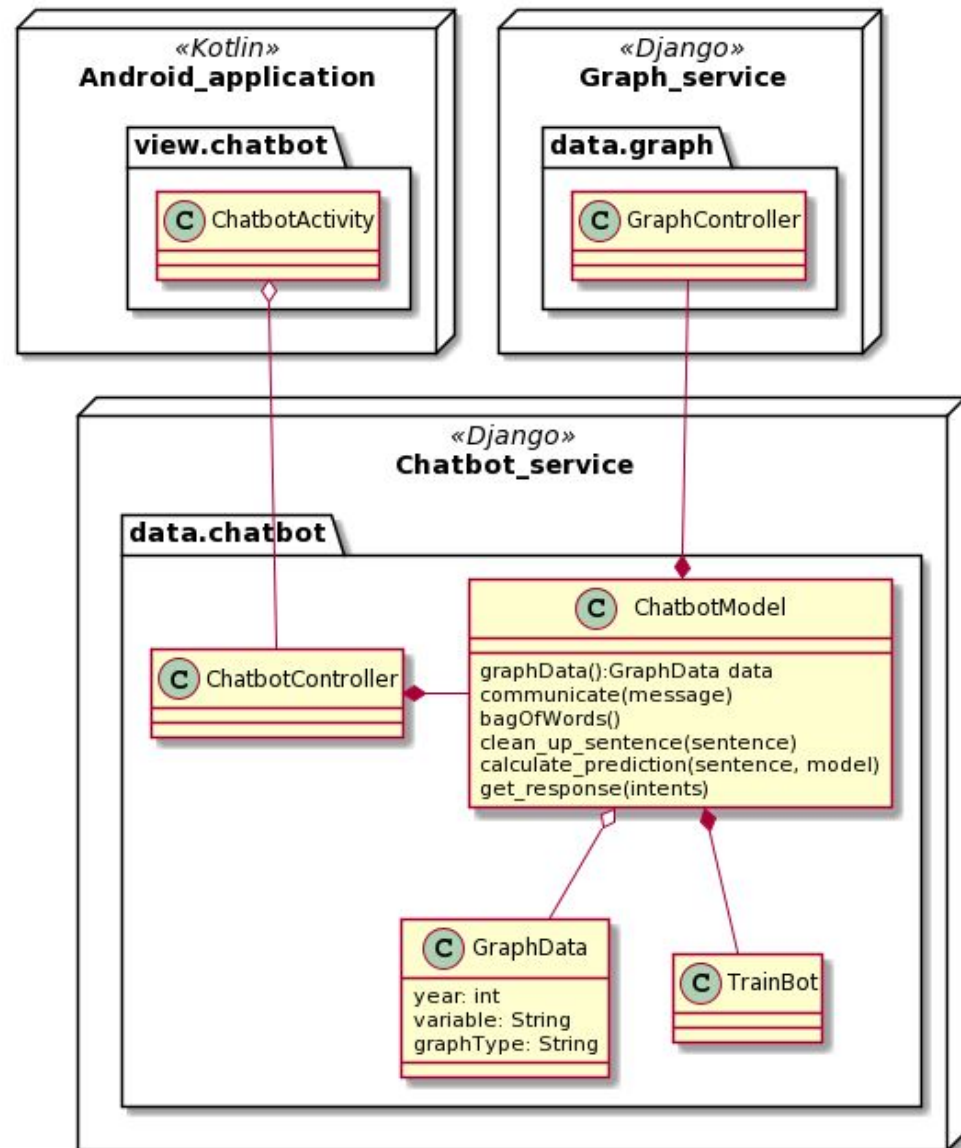 «Kotlin»
Android_application
view.chatbot
C ChatbotActivity
«Django»
Graph_service
data.graph
C GraphController
«Django»
Chatbot_service
data.chatbot
C ChatbotController
C ChatbotModel
graphData():GraphData data
communicate(message)
bagOfWords()
clean_up_sentence(sentence)
calculate_prediction(sentence, model)
get_response(intents)
C GraphData
year: int
variable: String
graphType: String
C TrainBot